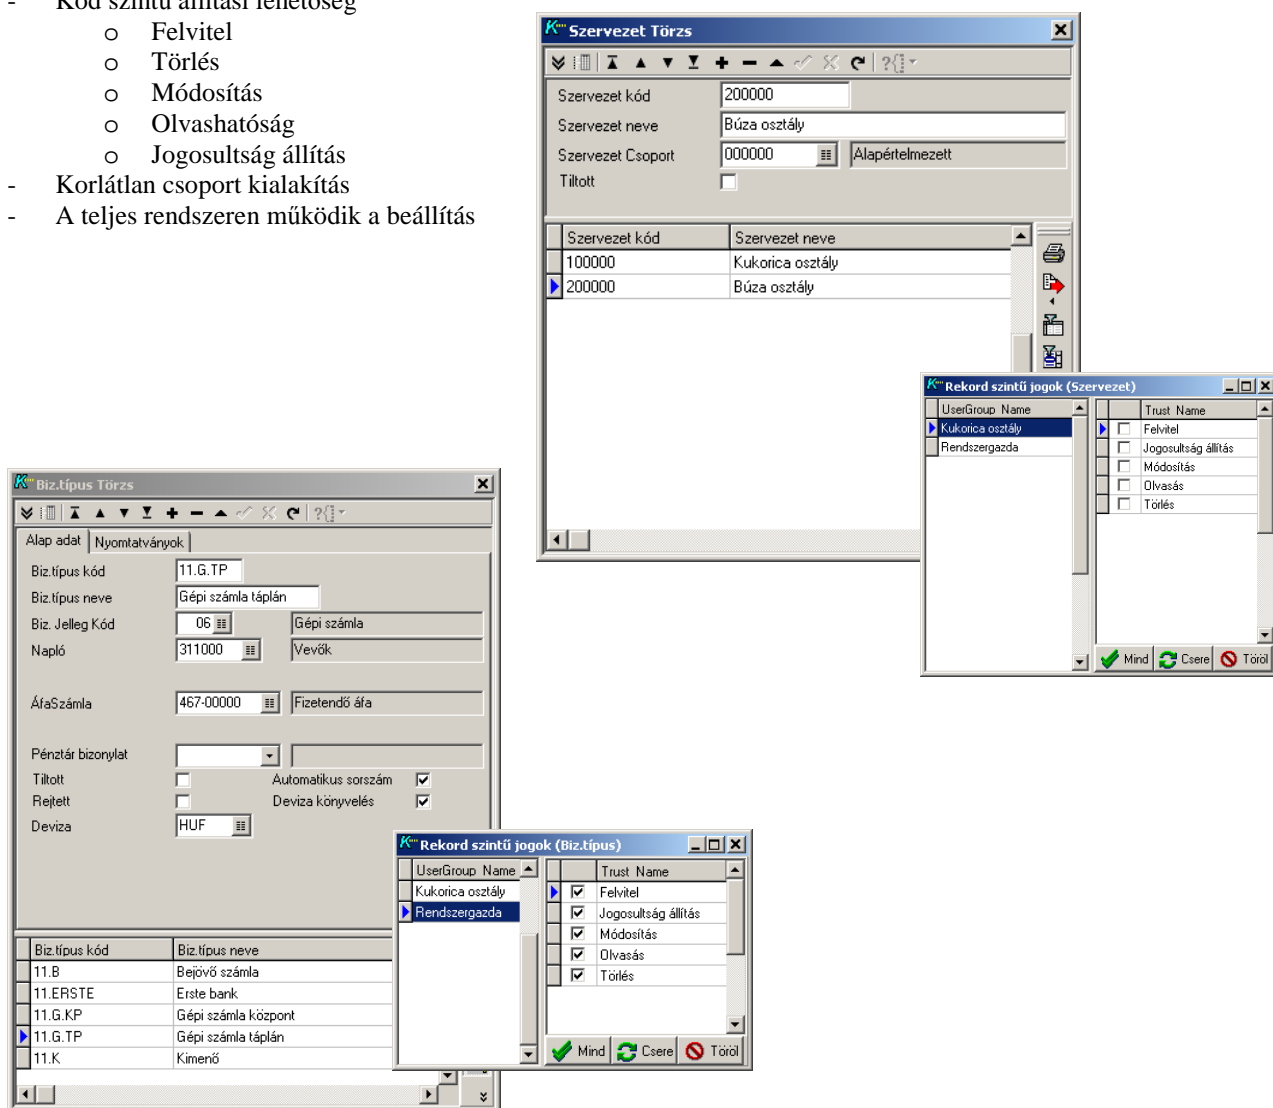 - Kód szintű állítási lehetőség
o Felvitel
o Törlés
o Módosítás
o Olvashatóság
o Jogosultság állítás
- Korlátlan csoport kialakítás
- A teljes rendszeren működik a beállítás
Szervezet Törzs
Szervezet kód 200000
Szervezet neve Búza osztály
Szervezet Csoport 000000 Alapértelmezett
Tiltott
Szervezet kód Szervezet neve
100000 Kukorica osztály
200000 Búza osztály
Rekord szintű jogok (Szervezet)
UserGroup Name Trust Name
Kukorica osztály Felvitel
Rendszergazda Jogosultság állítás
Módosítás
Olvasás
Törlés
Mind Csere Töröl
Biz.típus Törzs
Alap adat Nyomtatványok
Biz.típus kód 11.G.TP
Biz.típus neve Gépi számla táplán
Biz. Jelleg Kód 06 Gépi számla
Napló 311000 Vevők
ÁfaSzámla 467-00000 Fizetendő áfa
Pénztár bizonylat
Tiltott Automatikus sorszám
Rejtett Deviza könyvelés
Deviza HUF
Biz.típus kód Biz.típus neve
11.B Bejövő számla
11.ERSTE Erste bank
11.G.KP Gépi számla központ
11.G.TP Gépi számla táplán
11.K Kimenő
Rekord szintű jogok (Biz.típus)
UserGroup Name Trust Name
Kukorica osztály Felvitel
Rendszergazda Jogosultság állítás
Módosítás
Olvasás
Törlés
Mind Csere Töröl